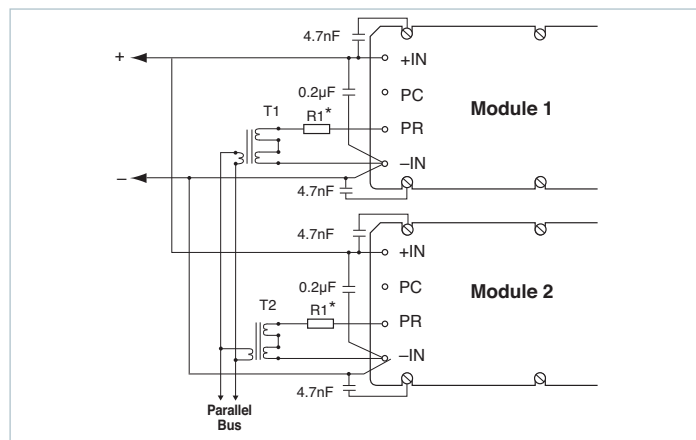 4.7nF
+
+IN
0.2μF
PC
Module 1
T1
R1*
PR
–IN
–
4.7nF
4.7nF
+IN
0.2μF
PC
Module 2
T2
R1*
PR
–IN
4.7nF
Parallel
Bus